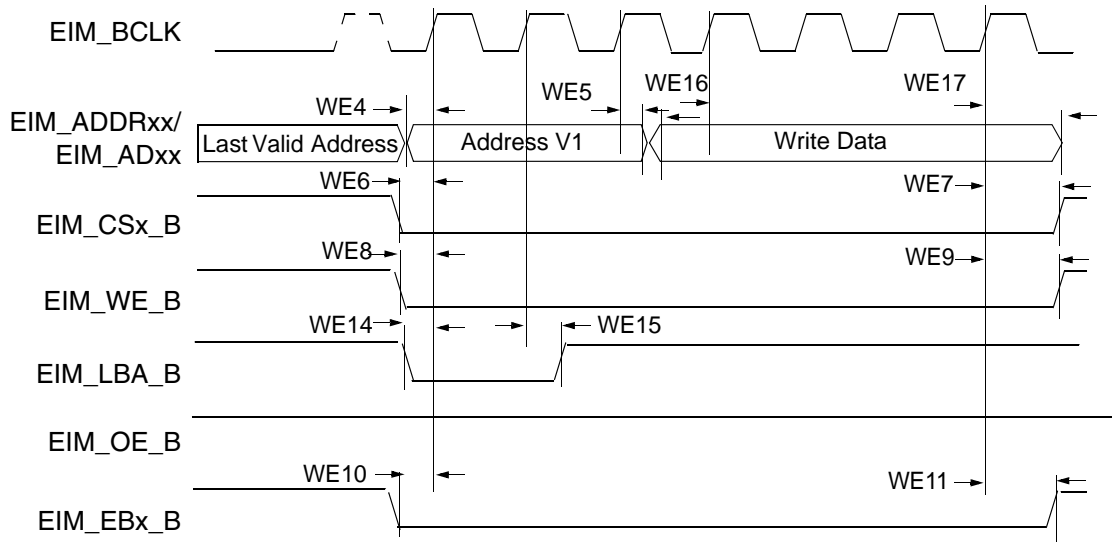 EIM_BCLK
WE4
WE5
WE16
WE17
EIM_ADDRxx/
EIM_ADxx
Last Valid Address
Address V1
Write Data
WE6
WE7
EIM_CSx_B
WE8
WE9
EIM_WE_B
WE14
WE15
EIM_LBA_B
EIM_OE_B
WE10
WE11
EIM_EBx_B